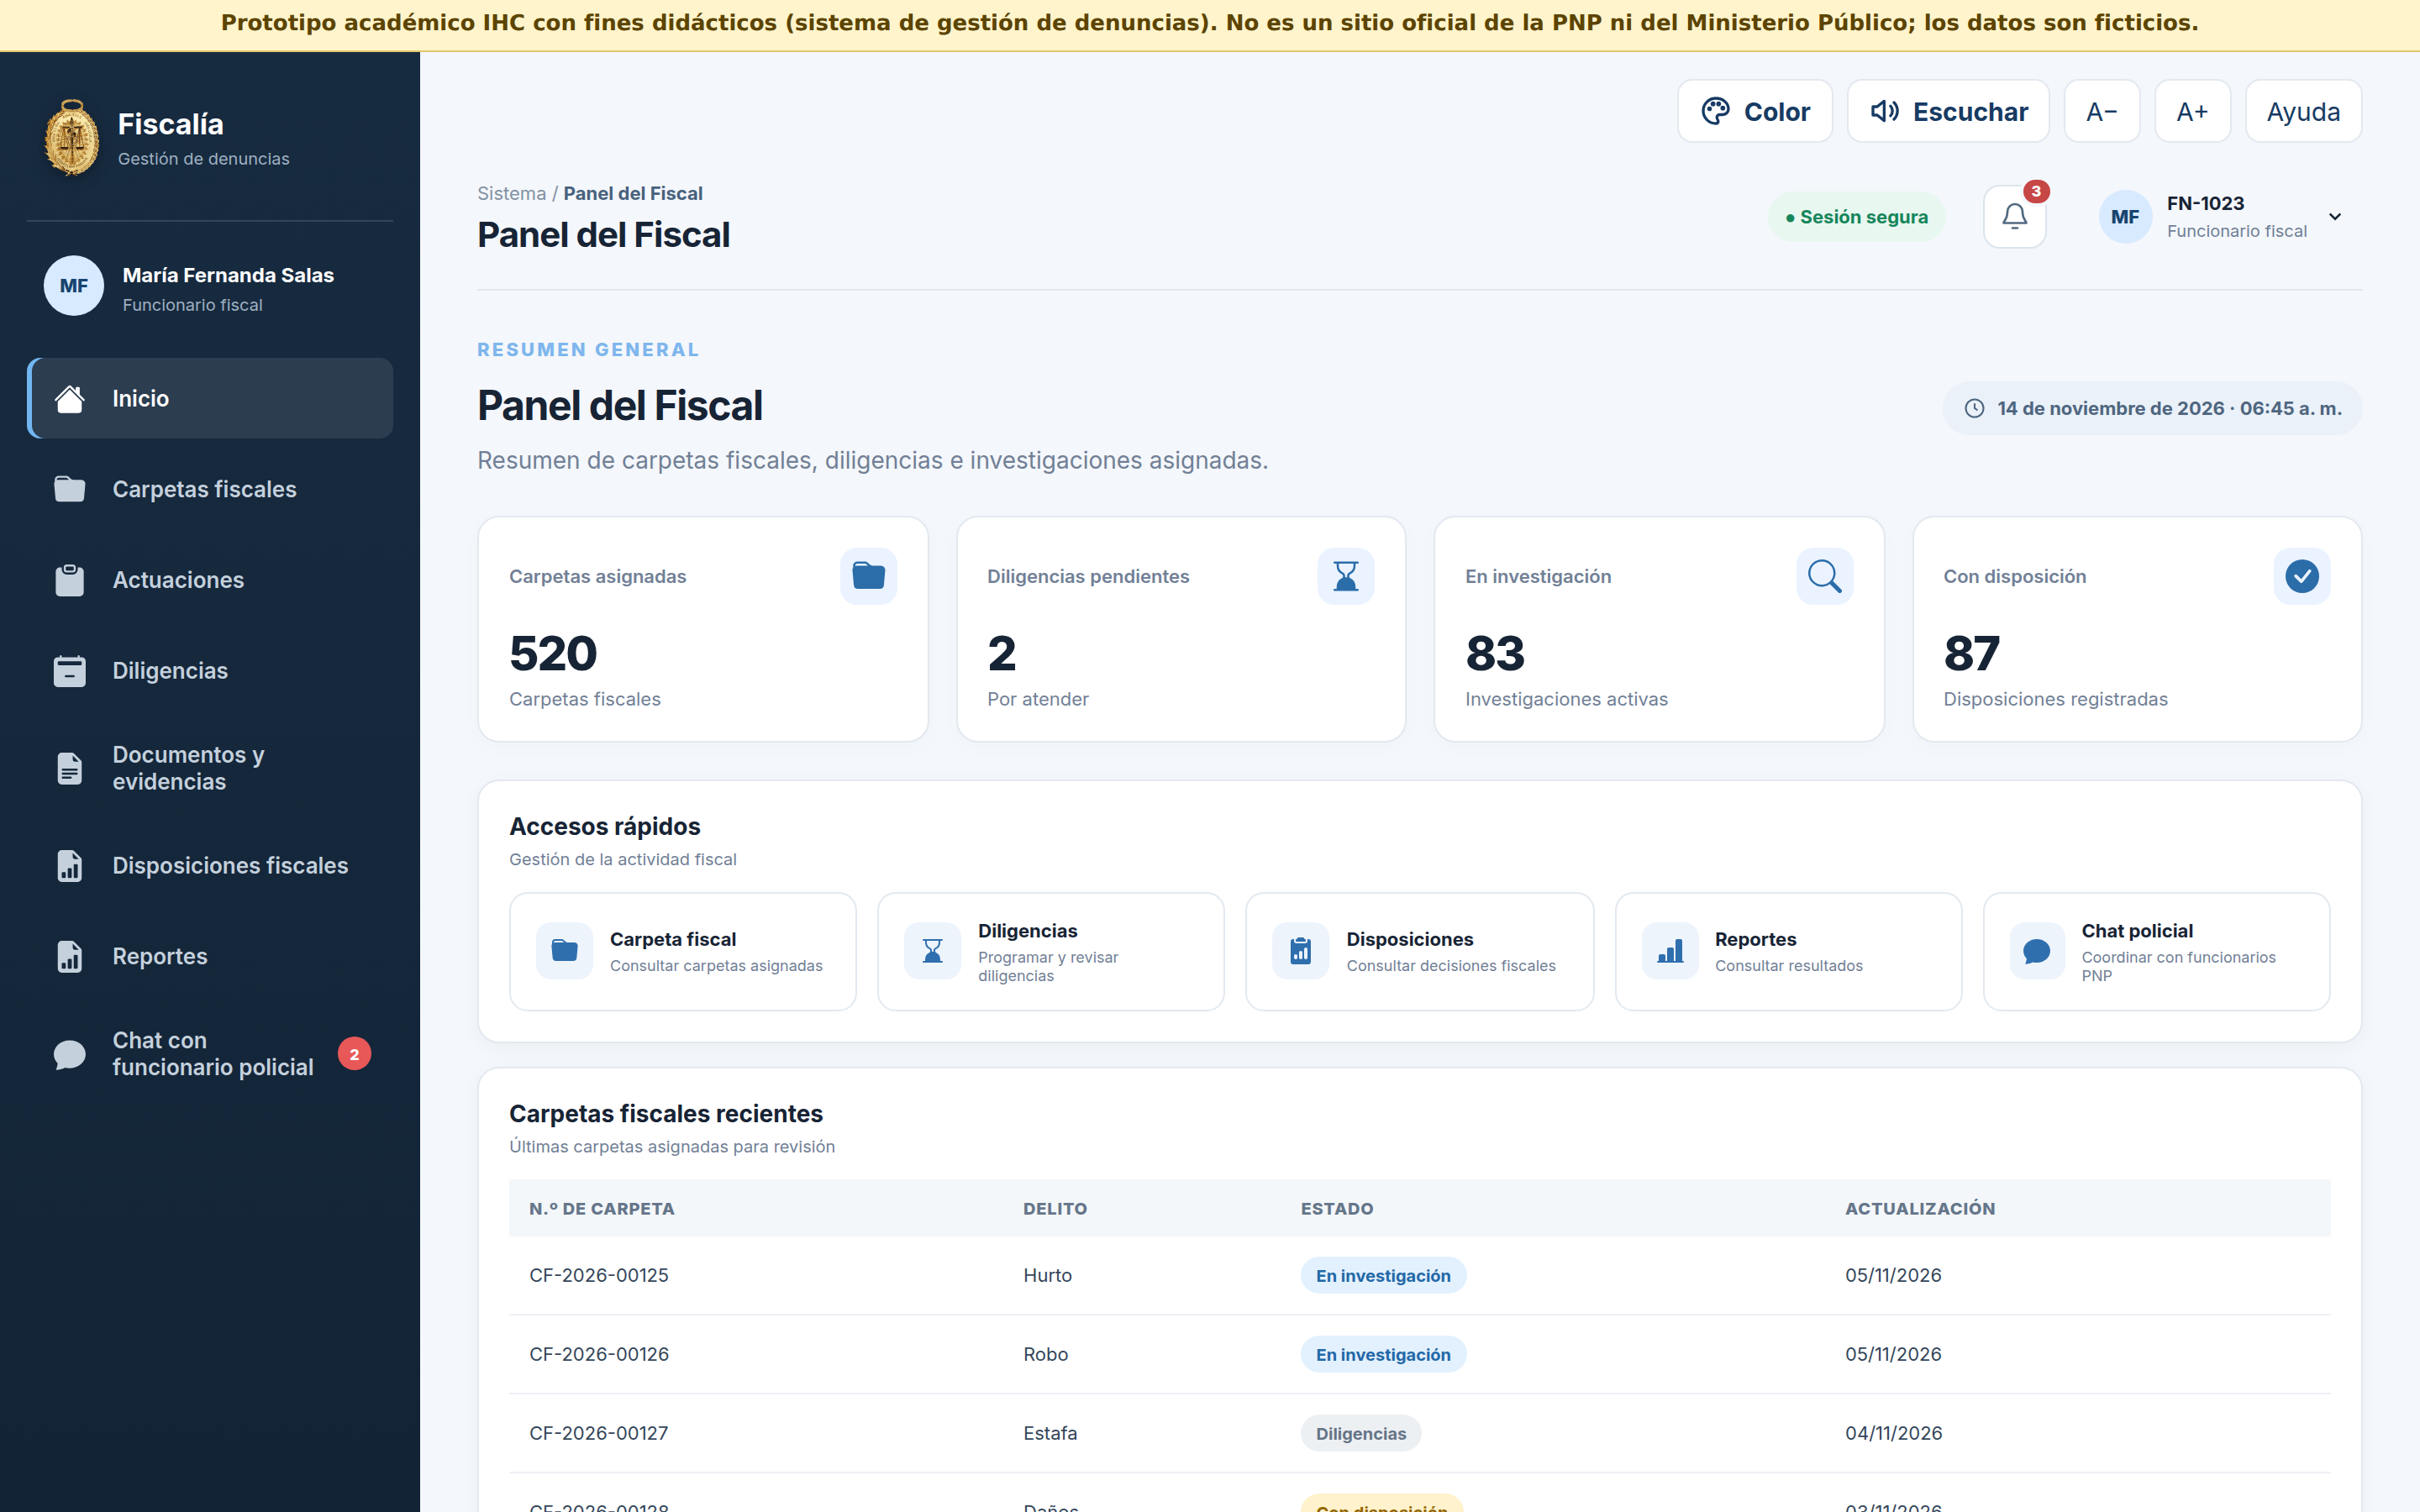 Prototipo académico IHC con fines didácticos (sistema de gestión de denuncias). No es un sitio oficial de la PNP ni del Ministerio Público; los datos son ficticios.
Fiscalía
Gestión de denuncias
MF
María Fernanda Salas
Funcionario fiscal
Inicio
Carpetas fiscales
Actuaciones
Diligencias
Documentos y
evidencias
Disposiciones fiscales
Reportes
Chat con
funcionario policial
2
Color
Escuchar
A−
A+
Ayuda
Sistema / Panel del Fiscal
Panel del Fiscal
• Sesión segura
3
MF
FN-1023
Funcionario fiscal
RESUMEN GENERAL
Panel del Fiscal
Resumen de carpetas fiscales, diligencias e investigaciones asignadas.
14 de noviembre de 2026 · 06:45 a. m.
Carpetas asignadas
520
Carpetas fiscales
Diligencias pendientes
2
Por atender
En investigación
83
Investigaciones activas
Con disposición
87
Disposiciones registradas
Accesos rápidos
Gestión de la actividad fiscal
Carpeta fiscal
Consultar carpetas asignadas
Diligencias
Programar y revisar
diligencias
Disposiciones
Consultar decisiones fiscales
Reportes
Consultar resultados
Chat policial
Coordinar con funcionarios
PNP
Carpetas fiscales recientes
Últimas carpetas asignadas para revisión
N.º DE CARPETA DELITO ESTADO ACTUALIZACIÓN
CF-2026-00125 Hurto En investigación 05/11/2026
CF-2026-00126 Robo En investigación 05/11/2026
CF-2026-00127 Estafa Diligencias 04/11/2026
CF-2026-00128 Daños Con disposición 03/11/2026